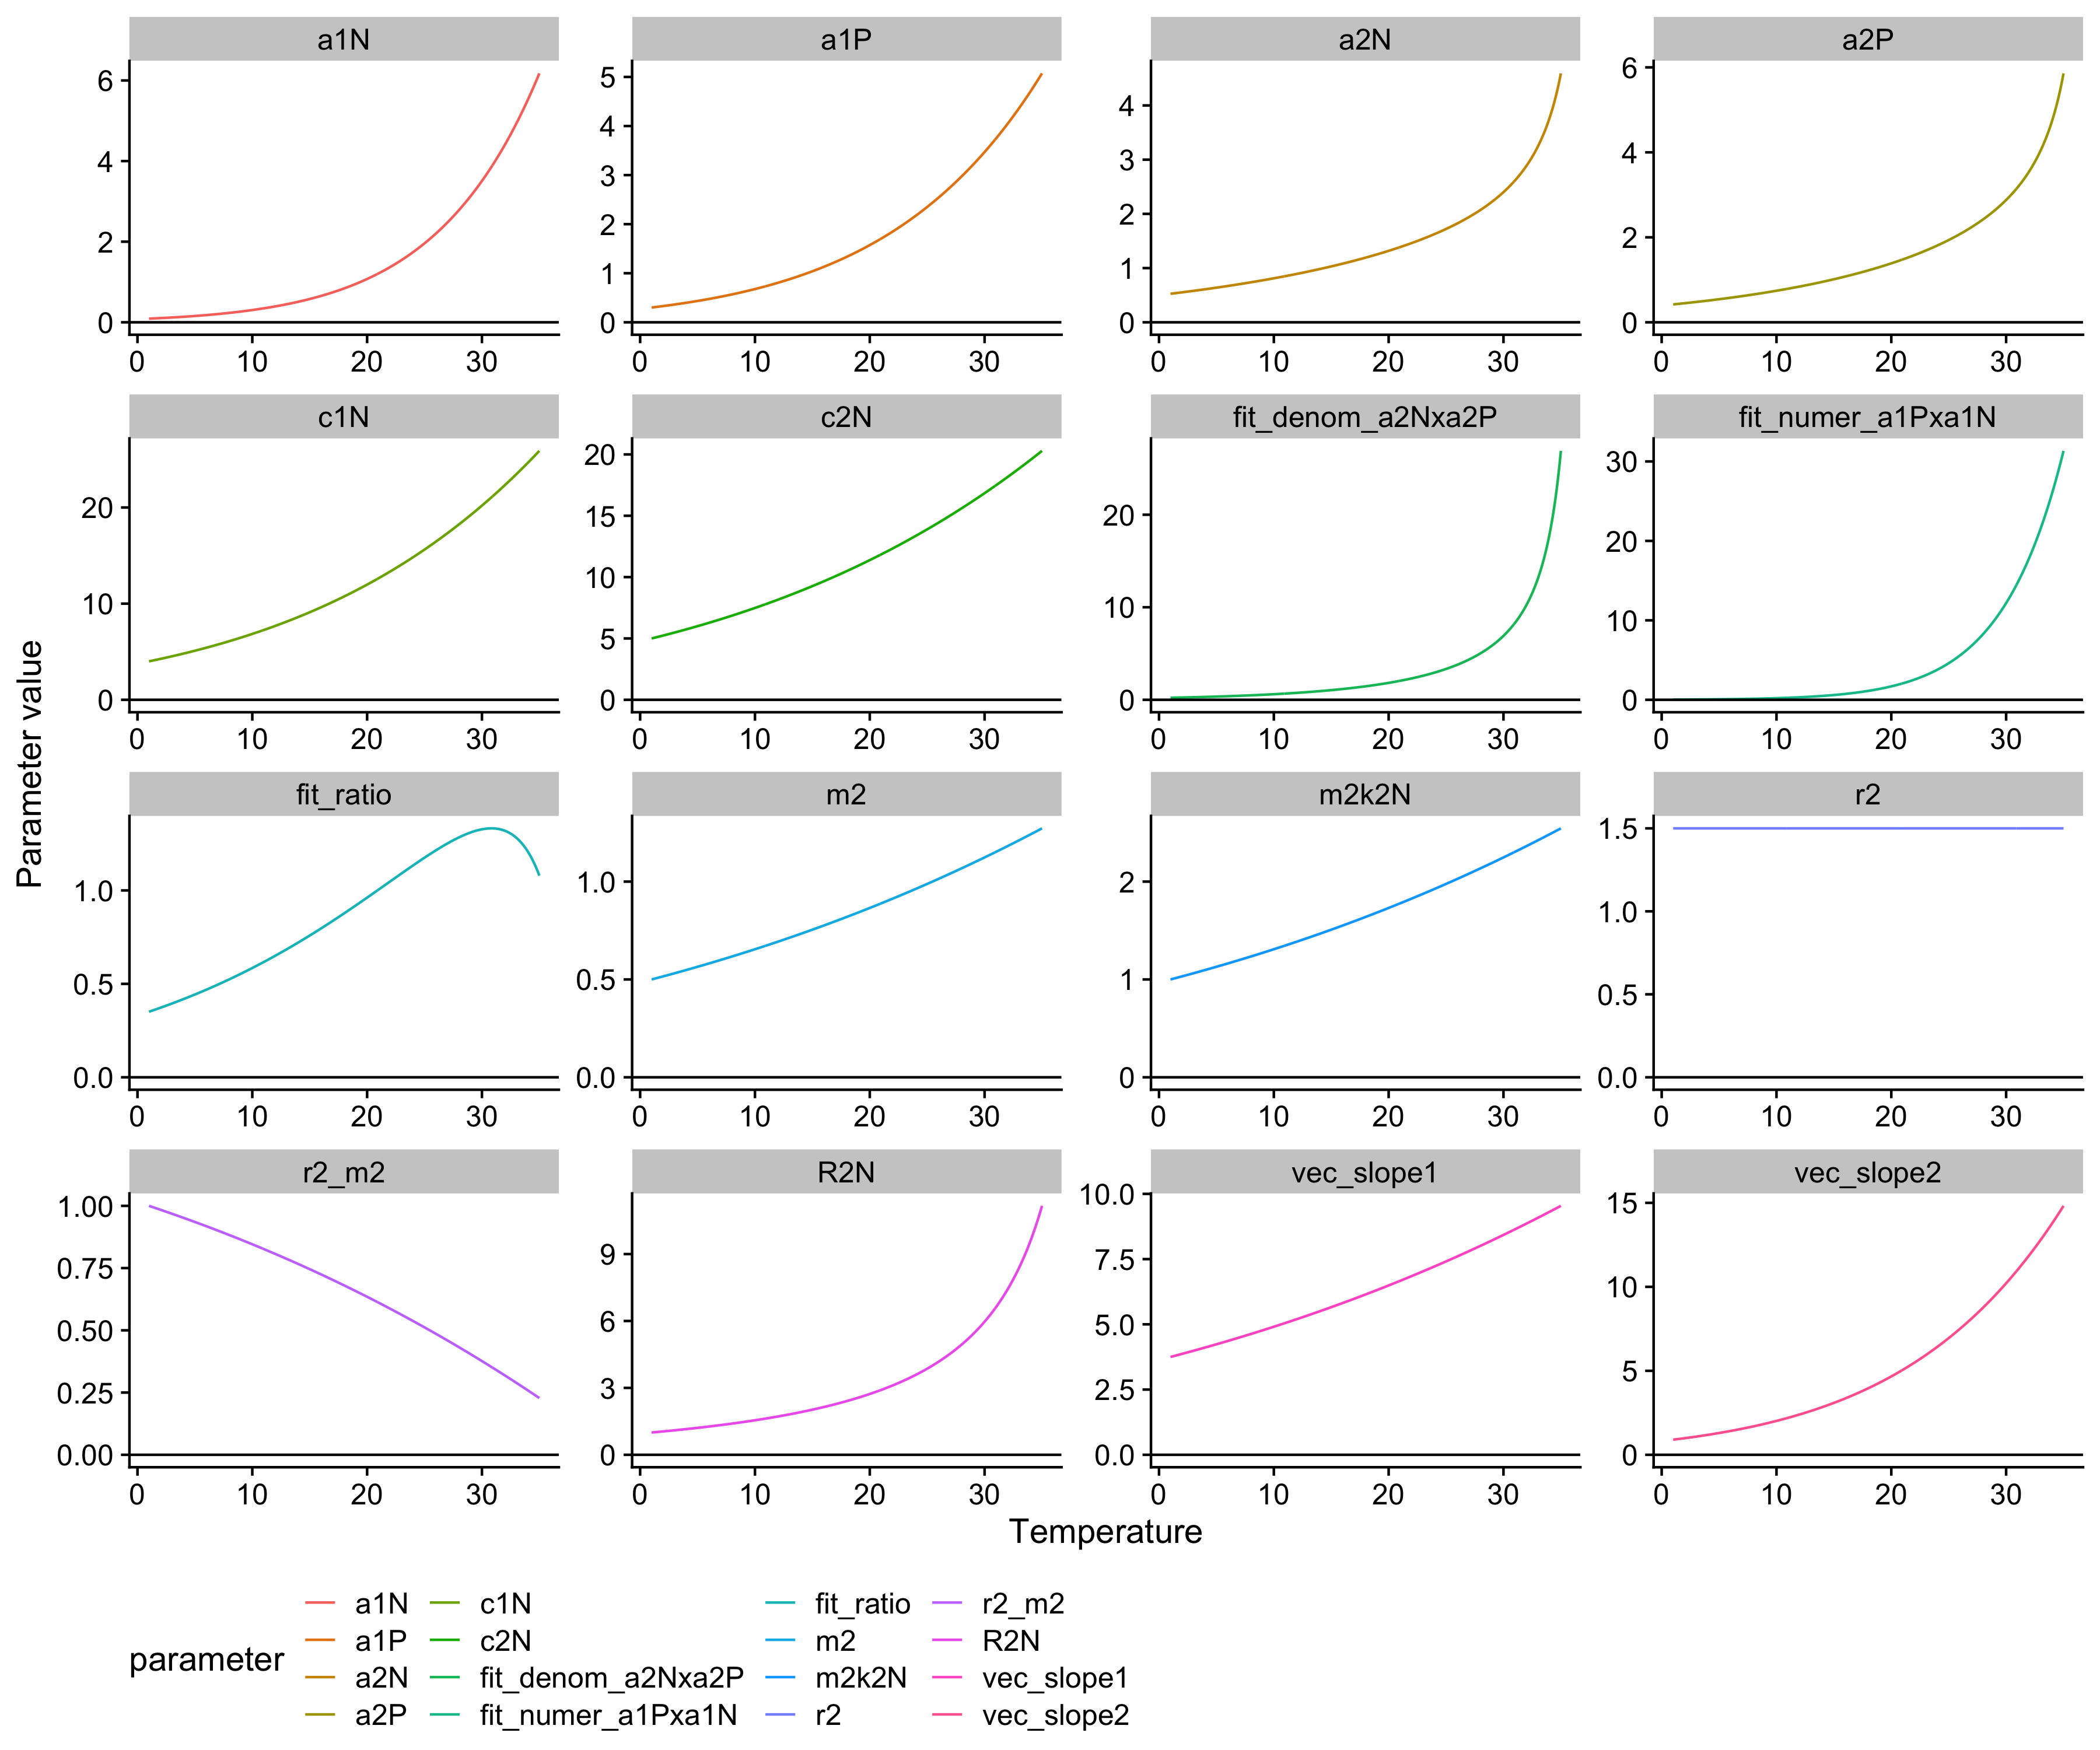 a1N a1P a2N a2P
6 5 6
4 4 4
3 3 4
2 2 2 2
1 1
0 0 0 0
0 10 20 30 0 10 20 30 0 10 20 30 0 10 20 30
c1N c2N fit_denom_a2Nxa2P fit_numer_a1Pxa1N
20 20 20 30
15 20
10 10 10 10
5
0 0 0 0
0 10 20 30 0 10 20 30 0 10 20 30 0 10 20 30
fit_ratio m2 m2k2N r2
1.0 1.0 2 1.5
1.0
0.5 0.5 1 0.5
0.0 0.0 0 0.0
0 10 20 30 0 10 20 30 0 10 20 30 0 10 20 30
r2_m2 R2N vec_slope1 vec_slope2
1.00 9 10.0 15
0.75 6 7.5 10
0.50 5.0
0.25 3 2.5 5
0.00 0 0.0 0
0 10 20 30 0 10 20 30 0 10 20 30 0 10 20 30
Parameter value
Temperature
parameter
a1N c1N fit_ratio r2_m2
a1P c2N m2 R2N
a2N fit_denom_a2Nxa2P m2k2N vec_slope1
a2P fit_numer_a1Pxa1N r2 vec_slope2